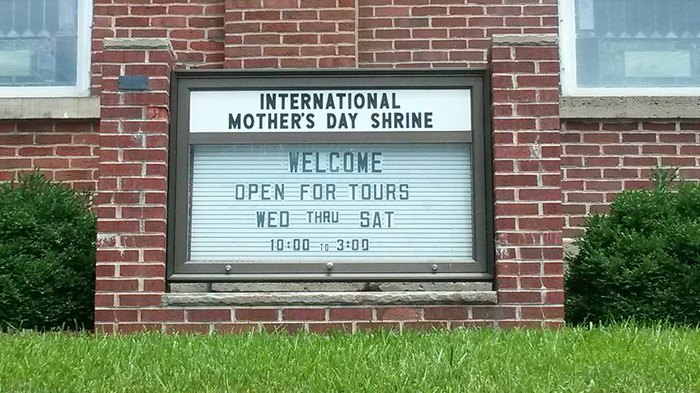 INTERNATIONAL
MOTHER'S DAY SHRINE
WELCOME
OPEN FOR TOURS
WED THRU SAT
10:00 TO 3:00